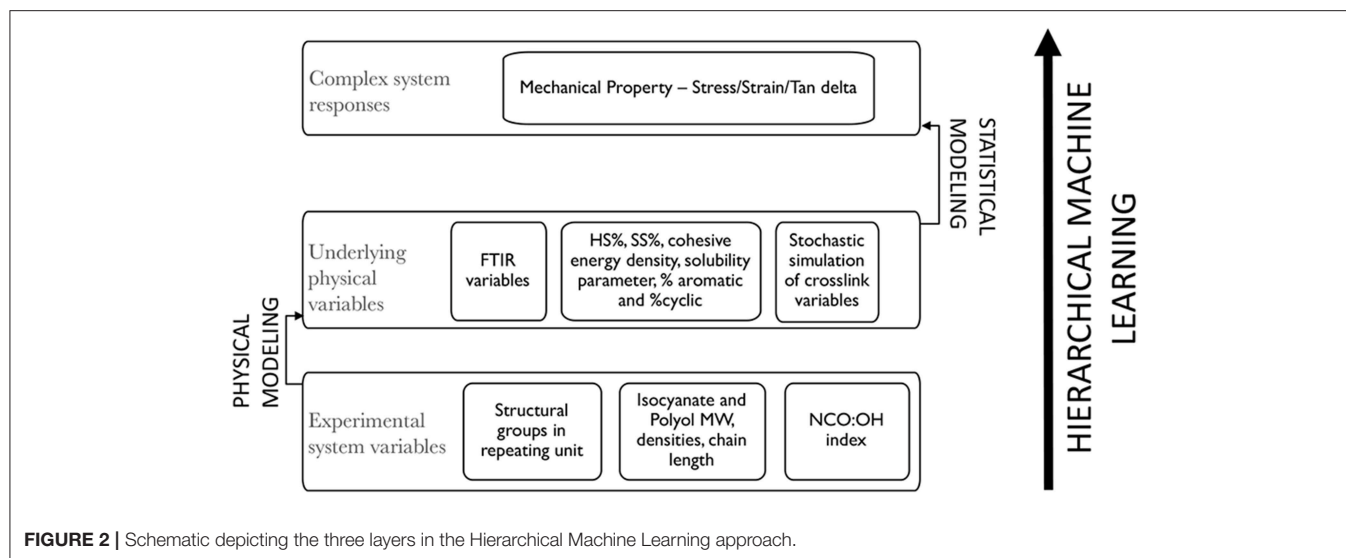 Complex system
responses
Mechanical Property – Stress/Strain/Tan delta
STATISTICAL
MODELING
Underlying
physical
variables
FTIR
variables
HS%, SS%, cohesive
energy density, solubility
parameter, % aromatic
and %cyclic
Stochastic
simulation
of crosslink
variables
PHYSICAL
MODELING
Experimental
system variables
Structural
groups in
repeating unit
Isocyanate and
Polyol MW,
densities, chain
length
NCO:OH
index
HIERARCHICAL MACHINE
LEARNING
FIGURE 2 | Schematic depicting the three layers in the Hierarchical Machine Learning approach.